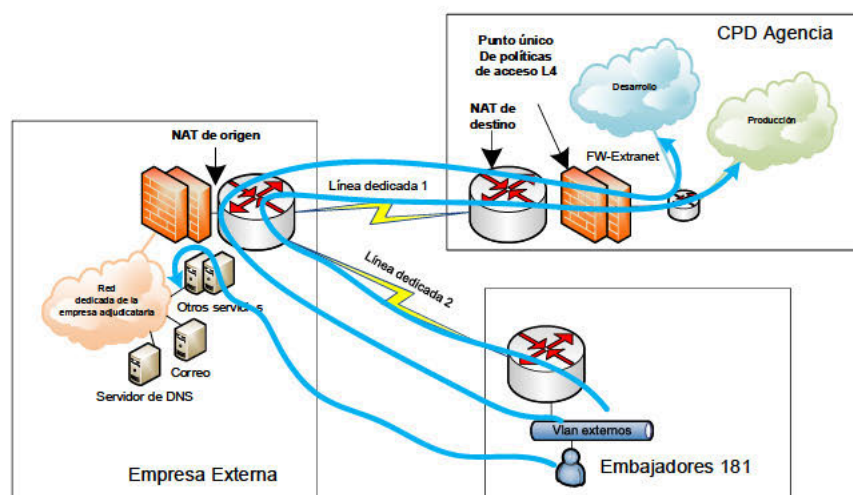 CPD Agencia
Punto único
De políticas
de acceso L4
Desarrollo
Producción
NAT de
destino
FW-Extranet
NAT de origen
Línea dedicada 1
Línea dedicada 2
Red
dedicada de la
empresa adjudicataria
Otros servicios
Correo
Servidor de DNS
Empresa Externa
Vlan externos
Embajadores 181